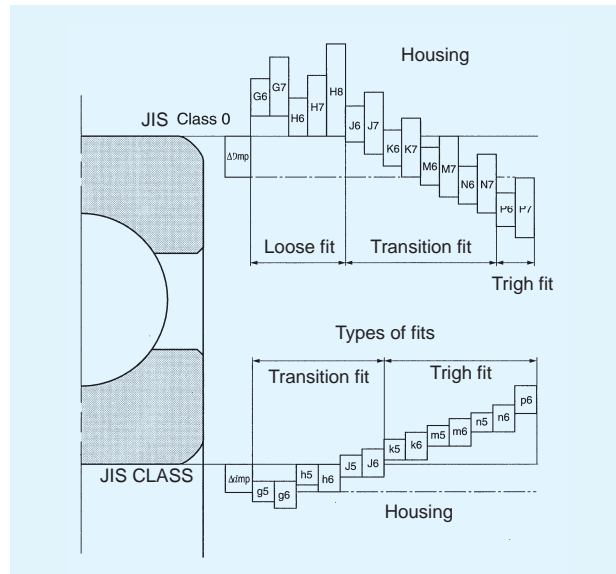 Housing
JIS Class 0
ΔDmp
G6
G7
H6
H7
H8
J6
J7
K6
K7
M6
M7
N6
N7
P6
P7
Loose fit
Transition fit
Trigh fit
Types of fits
Transition fit
Trigh fit
JIS CLASS
Δdmp
g5
g6
h5
h6
J5
J6
k5
k6
m5
m6
n5
n6
p6
Housing